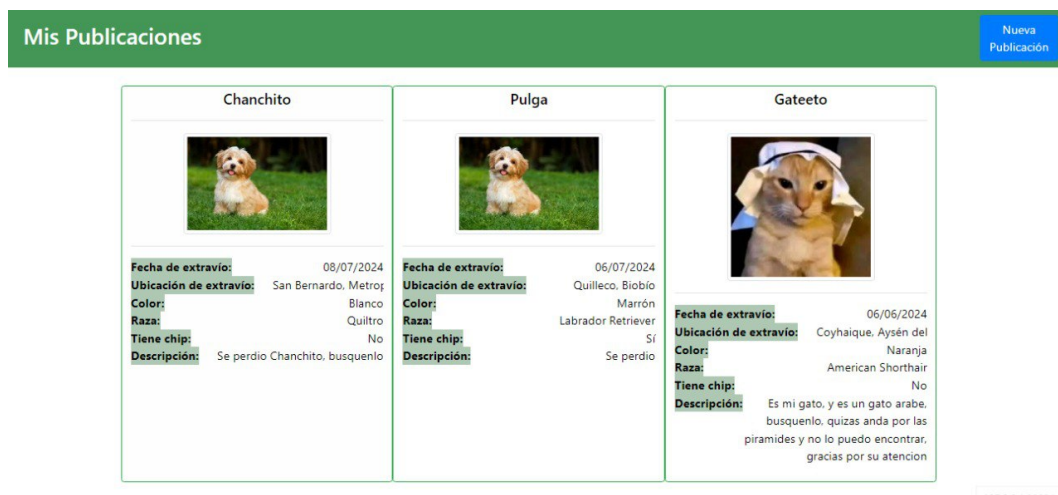 Mis Publicaciones
Nueva
Publicación
Chanchito
Fecha de extravío: 08/07/2024
Ubicación de extravío: San Bernardo, Metrop
Color: Blanco
Raza: Quiltro
Tiene chip: No
Descripción: Se perdio Chanchito, busquenlo
Pulga
Fecha de extravío: 06/07/2024
Ubicación de extravío: Quilleco, Biobío
Color: Marrón
Raza: Labrador Retriever
Tiene chip: Sí
Descripción: Se perdio
Gateeto
Fecha de extravío: 06/06/2024
Ubicación de extravío: Coyhaique, Aysén del
Color: Naranja
Raza: American Shorthair
Tiene chip: No
Descripción: Es mi gato, y es un gato arabe,
busquenlo, quizas anda por las
piramides y no lo puedo encontrar,
gracias por su atencion